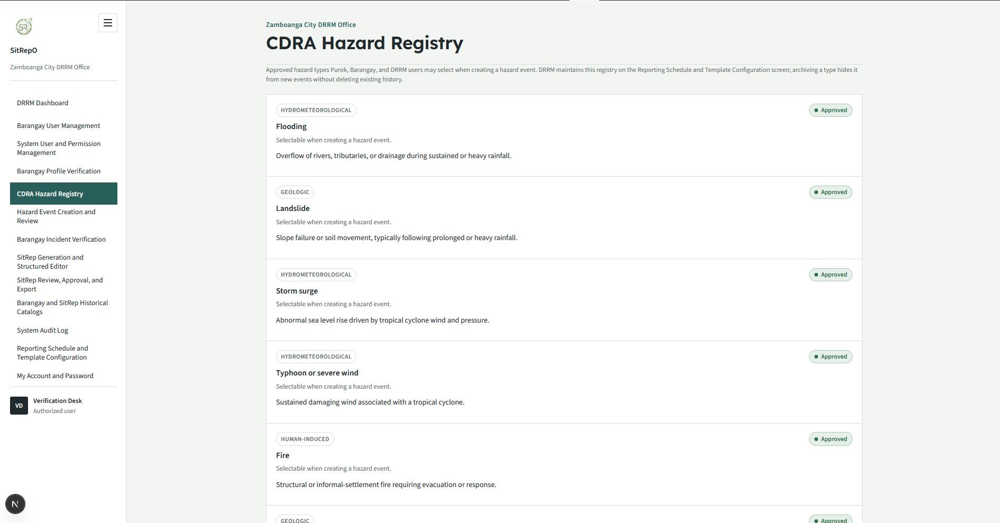 SR
SitRepO
Zamboanga City DRRM Office
DRRM Dashboard
Barangay User Management
System User and Permission
Management
Barangay Profile Verification
CDRA Hazard Registry
Hazard Event Creation and
Review
Barangay Incident Verification
SitRep Generation and
Structured Editor
SitRep Review, Approval, and
Export
Barangay and SitRep Historical
Catalogs
System Audit Log
Reporting Schedule and
Template Configuration
My Account and Password
VD
Verification Desk
Authorized user
N
Zamboanga City DRRM Office
CDRA Hazard Registry
Approved hazard types Purok, Barangay, and DRRM users may select when creating a hazard event. DRRM maintains this registry on the Reporting Schedule and Template Configuration screen; archiving a type hides it
from new events without deleting existing history.
HYDROMETEOROLOGICAL
Approved
Flooding
Selectable when creating a hazard event.
Overflow of rivers, tributaries, or drainage during sustained or heavy rainfall.
GEOLOGIC
Approved
Landslide
Selectable when creating a hazard event.
Slope failure or soil movement, typically following prolonged or heavy rainfall.
HYDROMETEOROLOGICAL
Approved
Storm surge
Selectable when creating a hazard event.
Abnormal sea level rise driven by tropical cyclone wind and pressure.
HYDROMETEOROLOGICAL
Approved
Typhoon or severe wind
Selectable when creating a hazard event.
Sustained damaging wind associated with a tropical cyclone.
HUMAN-INDUCED
Approved
Fire
Selectable when creating a hazard event.
Structural or informal-settlement fire requiring evacuation or response.
GEOLOGIC
Approved